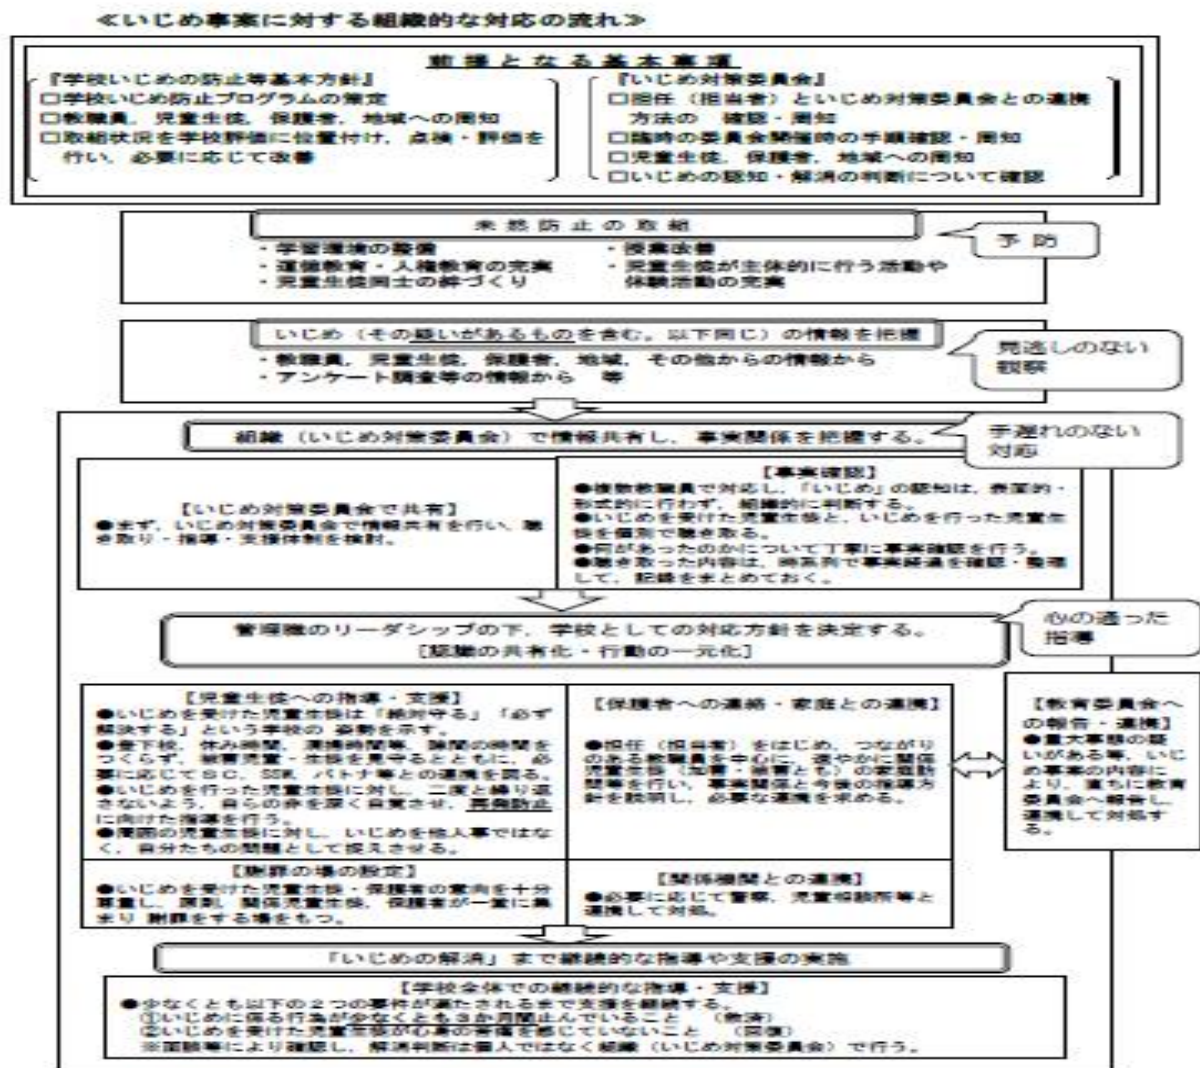 ≪いじめ事案に対する組織的な対応の流れ≫
前提となる基本事項
『学校いじめの防止等基本方針』
□学校いじめ防止プログラムの策定
□教職員，児童生徒，保護者，地域への周知
□取組状況を学校評価に位置付け，点検・評価を
行い，必要に応じて改善
『いじめ対策委員会』
□担任（担当者）といじめ対策委員会との連携
方法の　確認・周知
□臨時の委員会開催時の手順確認・周知
□児童生徒，保護者，地域への周知
□いじめの認知・解消の判断について確認
未然防止の取組
予防
・学習環境の整備
・道徳教育・人権教育の充実
・児童生徒同士の絆づくり
・授業改善
・児童生徒が主体的に行う活動や
体験活動の充実
いじめ（その疑いがあるものを含む。以下同じ）の情報を把握
見逃しのない
観察
・教職員，児童生徒，保護者，地域，その他からの情報から
・アンケート調査等の情報から　等
組織（いじめ対策委員会）で情報共有し，事実関係を把握する。
手遅れのない
対応
【いじめ対策委員会で共有】
●まず，いじめ対策委員会で情報共有を行い，聴
き取り・指導・支援体制を検討。
【事実確認】
●複数教職員で対応し，「いじめ」の認知は，表面的・
形式的に行わず，組織的に判断する。
●いじめを受けた児童生徒と，いじめを行った児童生
徒を個別で聴き取る。
●何があったのかについて丁寧に事実確認を行う。
●聴き取った内容は，時系列で事実経過を確認・整理
して，記録をまとめておく。
管理職のリーダシップの下，学校としての対応方針を決定する。
［認識の共有化・行動の一元化］
心の通った
指導
【児童生徒への指導・支援】
●いじめを受けた児童生徒は「絶対守る」「必ず
解決する」という学校の 姿勢を示す。
●登下校，休み時間，清掃時間等，隙間の時間を
つくらず，被害児童・生徒を見守るとともに，必
要に応じてＳＣ，SSW，パトナ等との連携を図る。
●いじめを行った児童生徒に対し，二度と繰り返
さないよう，自らの非を深く自覚させ，再発防止
に向けた指導を行う。
●周囲の児童生徒に対し，いじめを他人事ではな
く，自分たちの問題として捉えさせる。
【保護者への連絡・家庭との連携】
●担任（担当者）をはじめ，つながり
のある教職員を中心に，速やかに関係
児童生徒（加害・被害とも）の家庭訪
問等を行い，事実関係と今後の指導方
針を説明し，必要な連携を求める。
【教育委員会へ
の報告・連携】
●重大事態の疑
いがある等，いじ
め事案の内容に
より，直ちに教育
委員会へ報告し，
連携して対処す
る。
【謝罪の場の設定】
●いじめを受けた児童生徒・保護者の意向を十分
尊重し，原則，関係児童生徒，保護者が一堂に集
まり 謝罪をする場をもつ。
【関係機関との連携】
●必要に応じて警察，児童相談所等と
連携して対処。
「いじめの解消」まで継続的な指導や支援の実施
【学校全体での継続的な指導・支援】
●少なくとも以下の２つの要件が満たされるまで支援を継続する。
①いじめに係る行為が少なくとも３か月間止んでいること　（救済）
②いじめを受けた児童生徒が心身の苦痛を感じていないこと　（回復）
※面談等により確認し，解消判断は個人ではなく組織（いじめ対策委員会）で行う。